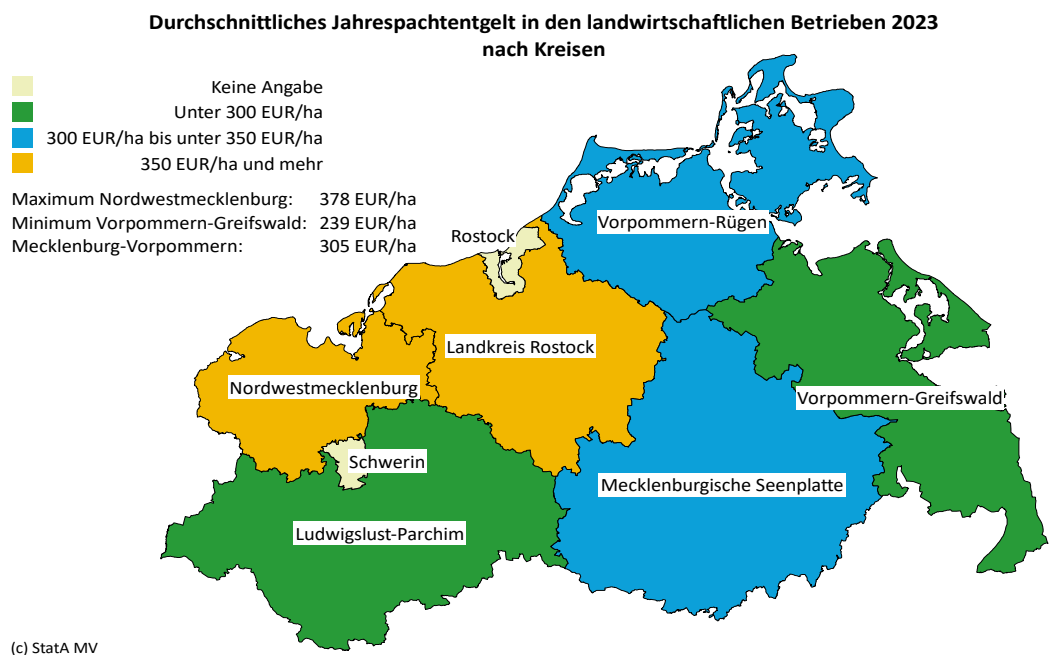 Durchschnittliches Jahrespachtentgelt in den landwirtschaftlichen Betrieben 2023
nach Kreisen
Keine Angabe
Unter 300 EUR/ha
300 EUR/ha bis unter 350 EUR/ha
350 EUR/ha und mehr
Maximum Nordwestmecklenburg: 378 EUR/ha
Minimum Vorpommern-Greifswald: 239 EUR/ha
Mecklenburg-Vorpommern: 305 EUR/ha
Vorpommern-Rügen
Rostock
Landkreis Rostock
Nordwestmecklenburg
Vorpommern-Greifswald
Schwerin
Mecklenburgische Seenplatte
Ludwigslust-Parchim
(c) StatA MV